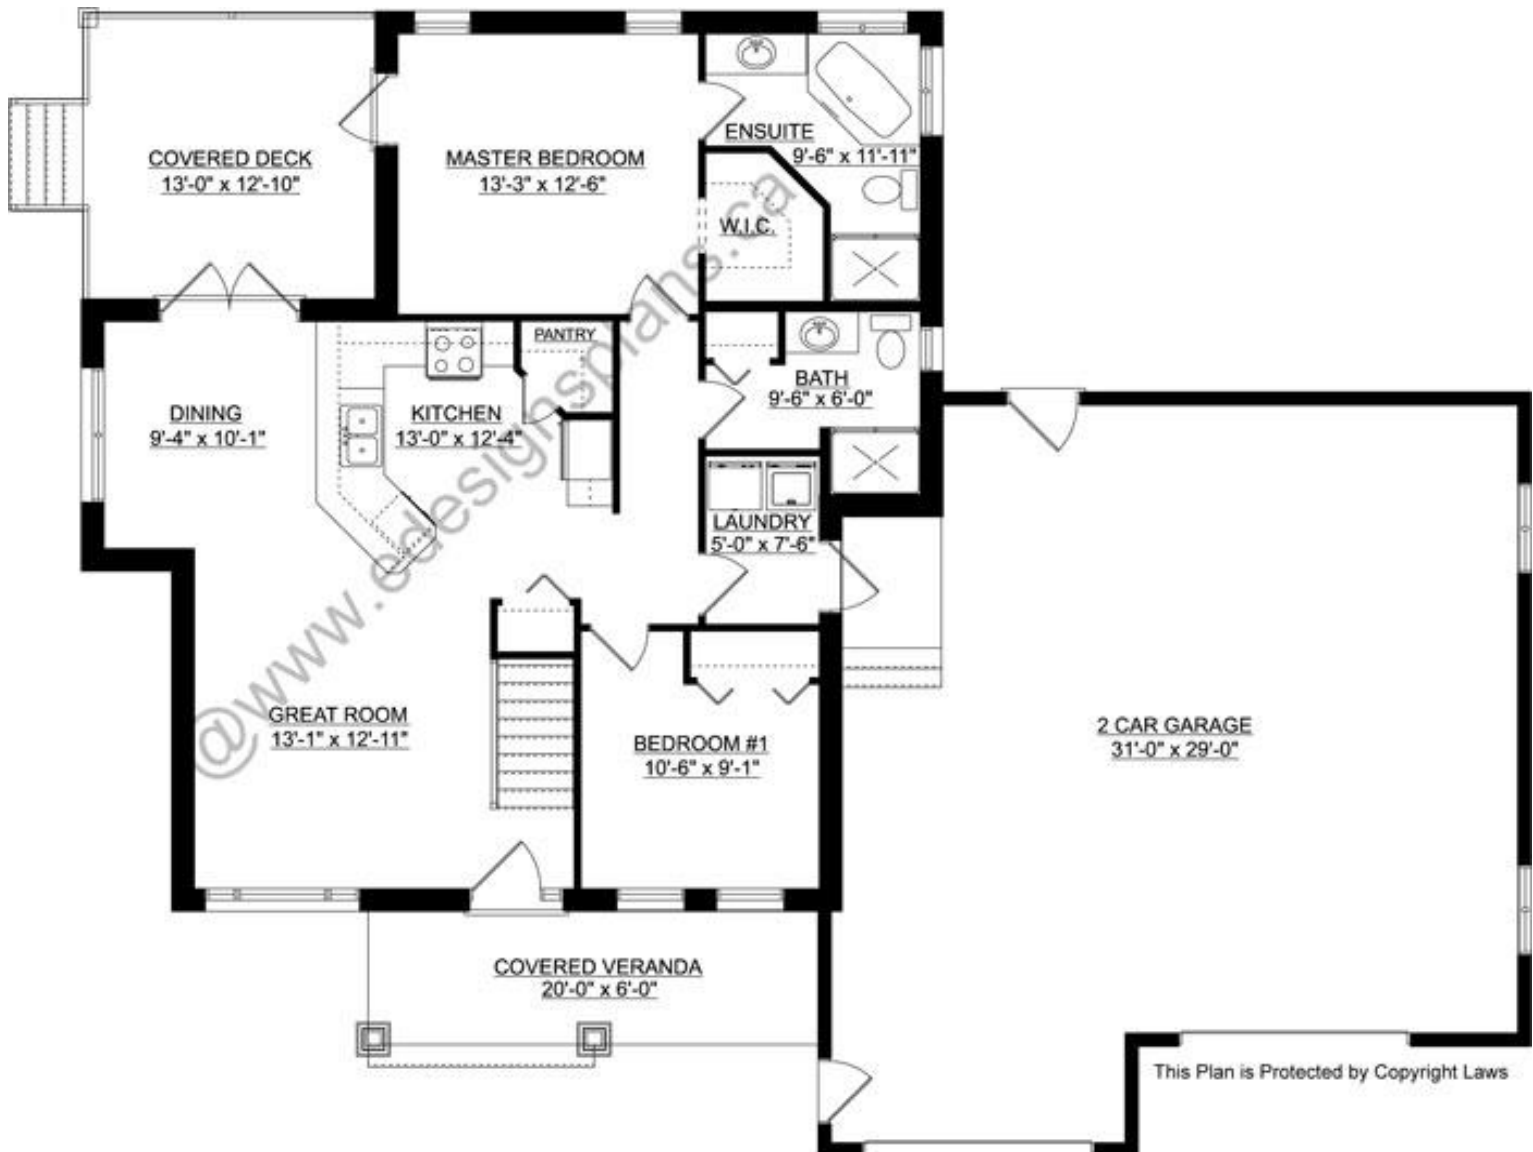 COVERED DECK
13'-0" x 12'-10"
MASTER BEDROOM
13'-3" x 12'-6"
ENSUITE
9'-6" x 11'-11"
W.I.C.
PANTRY
DINING
9'-4" x 10'-1"
KITCHEN
13'-0" x 12'-4"
BATH
9'-6" x 6'-0"
LAUNDRY
5'-0" x 7'-6"
GREAT ROOM
13'-1" x 12'-11"
BEDROOM #1
10'-6" x 9'-1"
2 CAR GARAGE
31'-0" x 29'-0"
COVERED VERANDA
20'-0" x 6'-0"
This Plan is Protected by Copyright Laws
@www.edesignsplans.ca